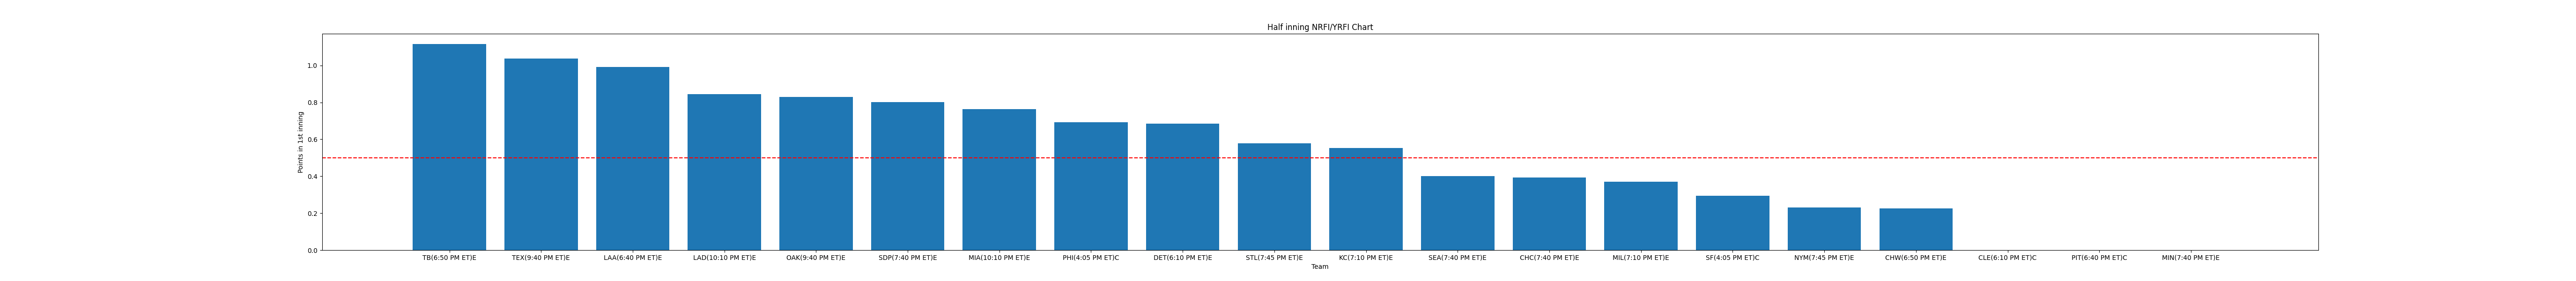 Half inning NRFI/YRFI Chart
Points in 1st inning
1.0
0.8
0.6
0.4
0.2
0.0
TB(6:50 PM ET)E TEX(9:40 PM ET)E LAA(6:40 PM ET)E LAD(10:10 PM ET)E OAK(9:40 PM ET)E SDP(7:40 PM ET)E MIA(10:10 PM ET)E PHI(4:05 PM ET)C DET(6:10 PM ET)E STL(7:45 PM ET)E KC(7:10 PM ET)E SEA(7:40 PM ET)E CHC(7:40 PM ET)E MIL(7:10 PM ET)E SF(4:05 PM ET)C NYM(7:45 PM ET)E CHW(6:50 PM ET)E CLE(6:10 PM ET)C PIT(6:40 PM ET)C MIN(7:40 PM ET)E
Team